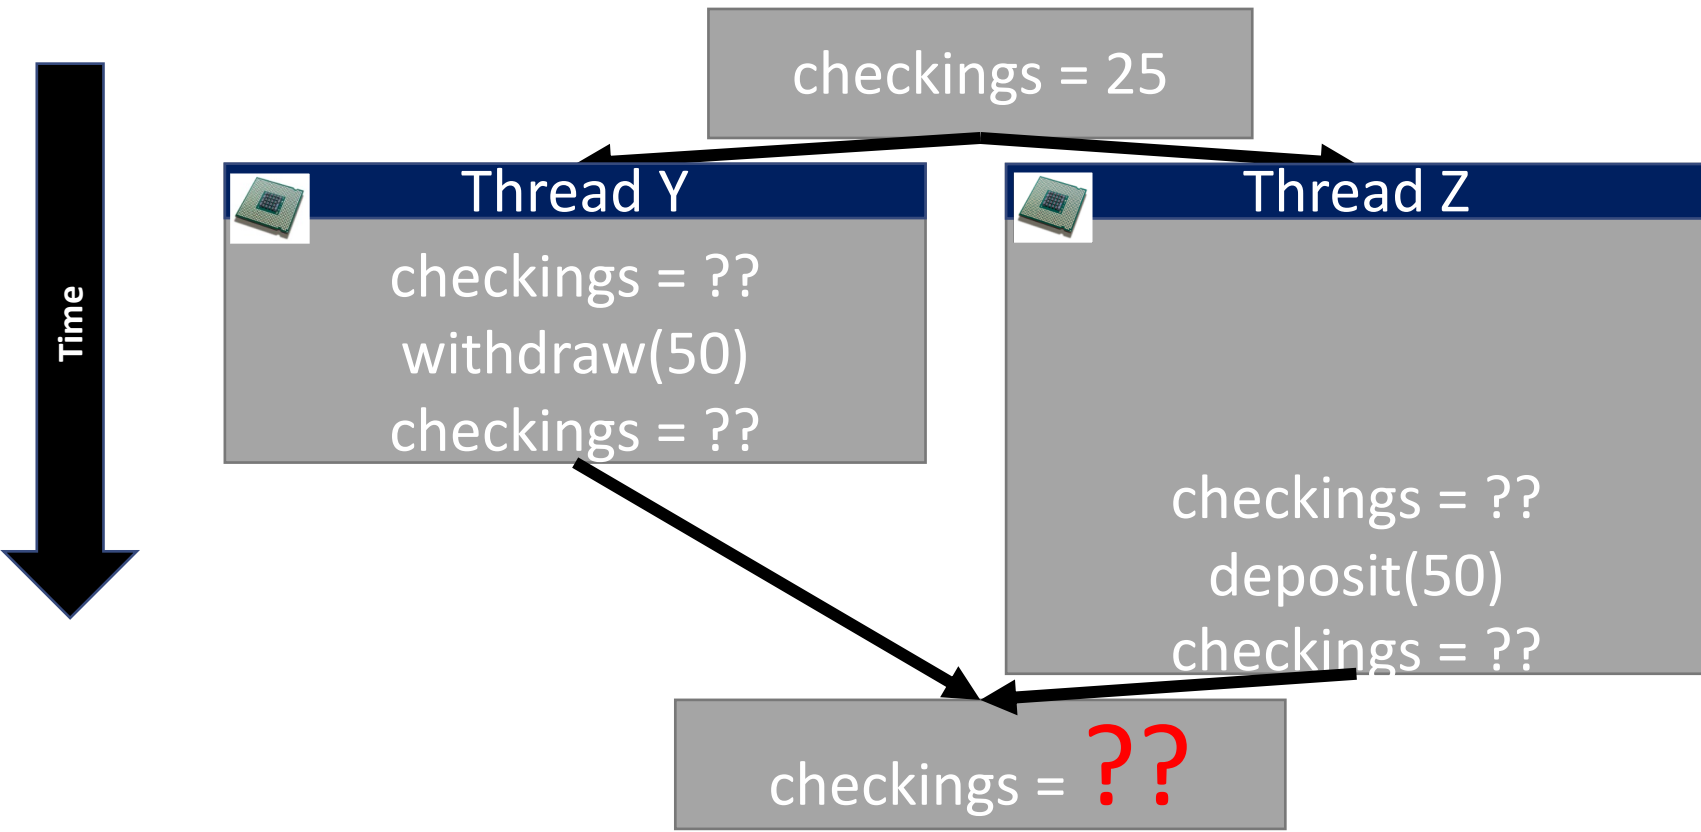 checkings = 25
Time
Thread Y
checkings = ??
withdraw(50)
checkings = ??
Thread Z
checkings = ??
deposit(50)
checkings = ??
checkings = ??